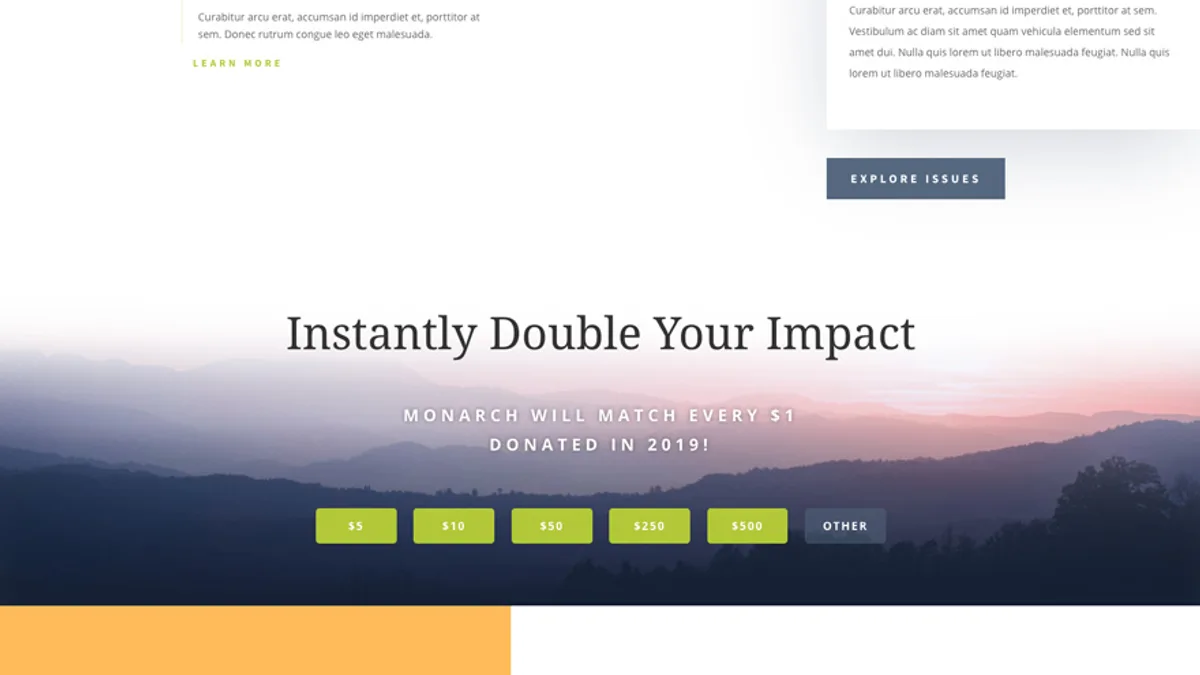 Curabitur arcu erat, accumsan id imperdiet et, porttitor at
sem. Donec rutrum congue leo eget malesuada.
LEARN MORE
Curabitur arcu erat, accumsan id imperdiet et, porttitor at sem.
Vestibulum ac diam sit amet quam vehicula elementum sed sit
amet dui. Nulla quis lorem ut libero malesuada feugiat. Nulla quis
lorem ut libero malesuada feugiat.
EXPLORE ISSUES
Instantly Double Your Impact
MONARCH WILL MATCH EVERY $1
DONATED IN 2019!
$5 $10 $50 $250 $500 OTHER